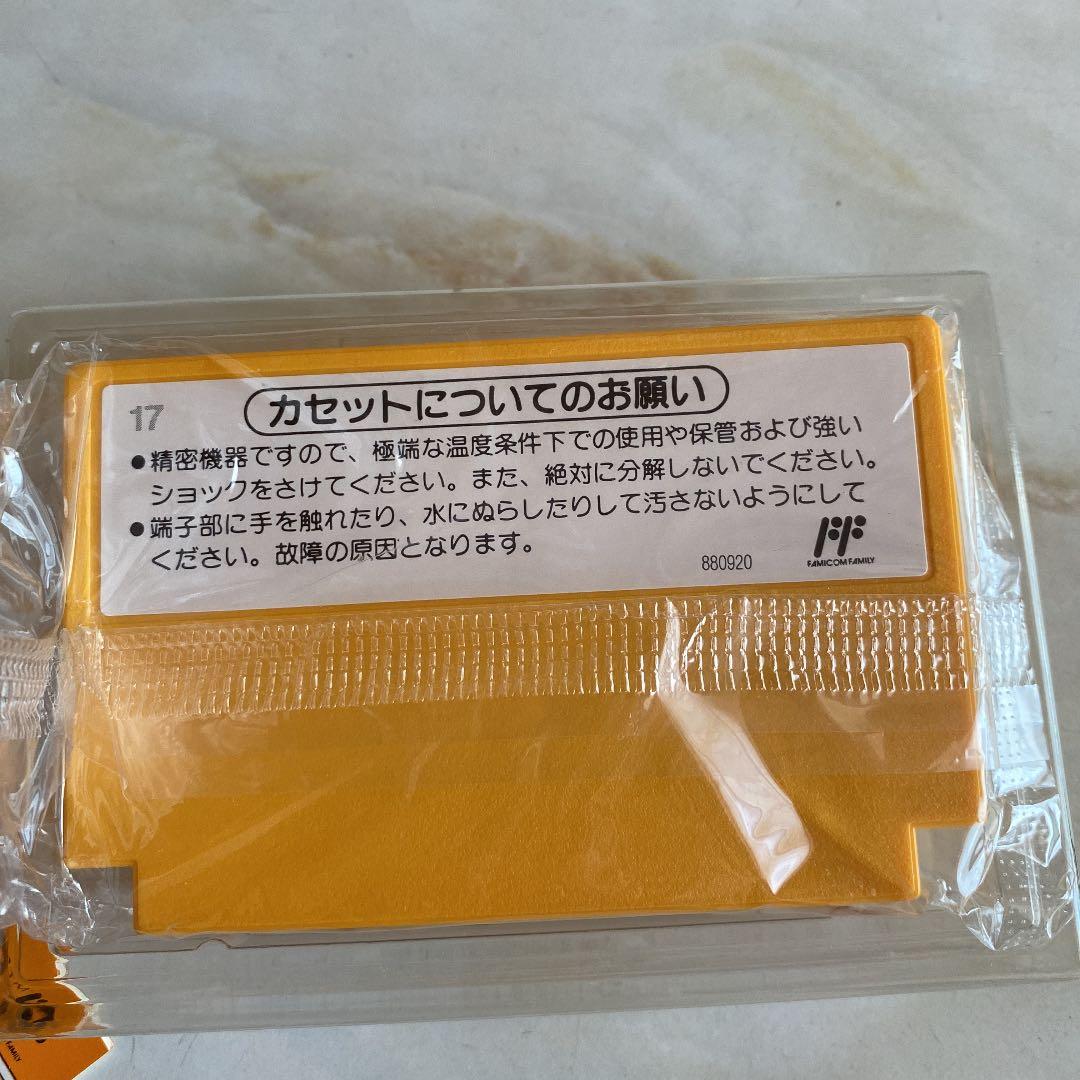 17
カセットについてのお願い
●精密機器ですので、極端な温度条件下での使用や保管および強い
ショックをさけてください。また、絶対に分解しないでください。
●端子部に手を触れたり、水にぬらしたりして汚さないようにして
ください。故障の原因となります。
880920
FAMICOM FAMILY
FAMILY